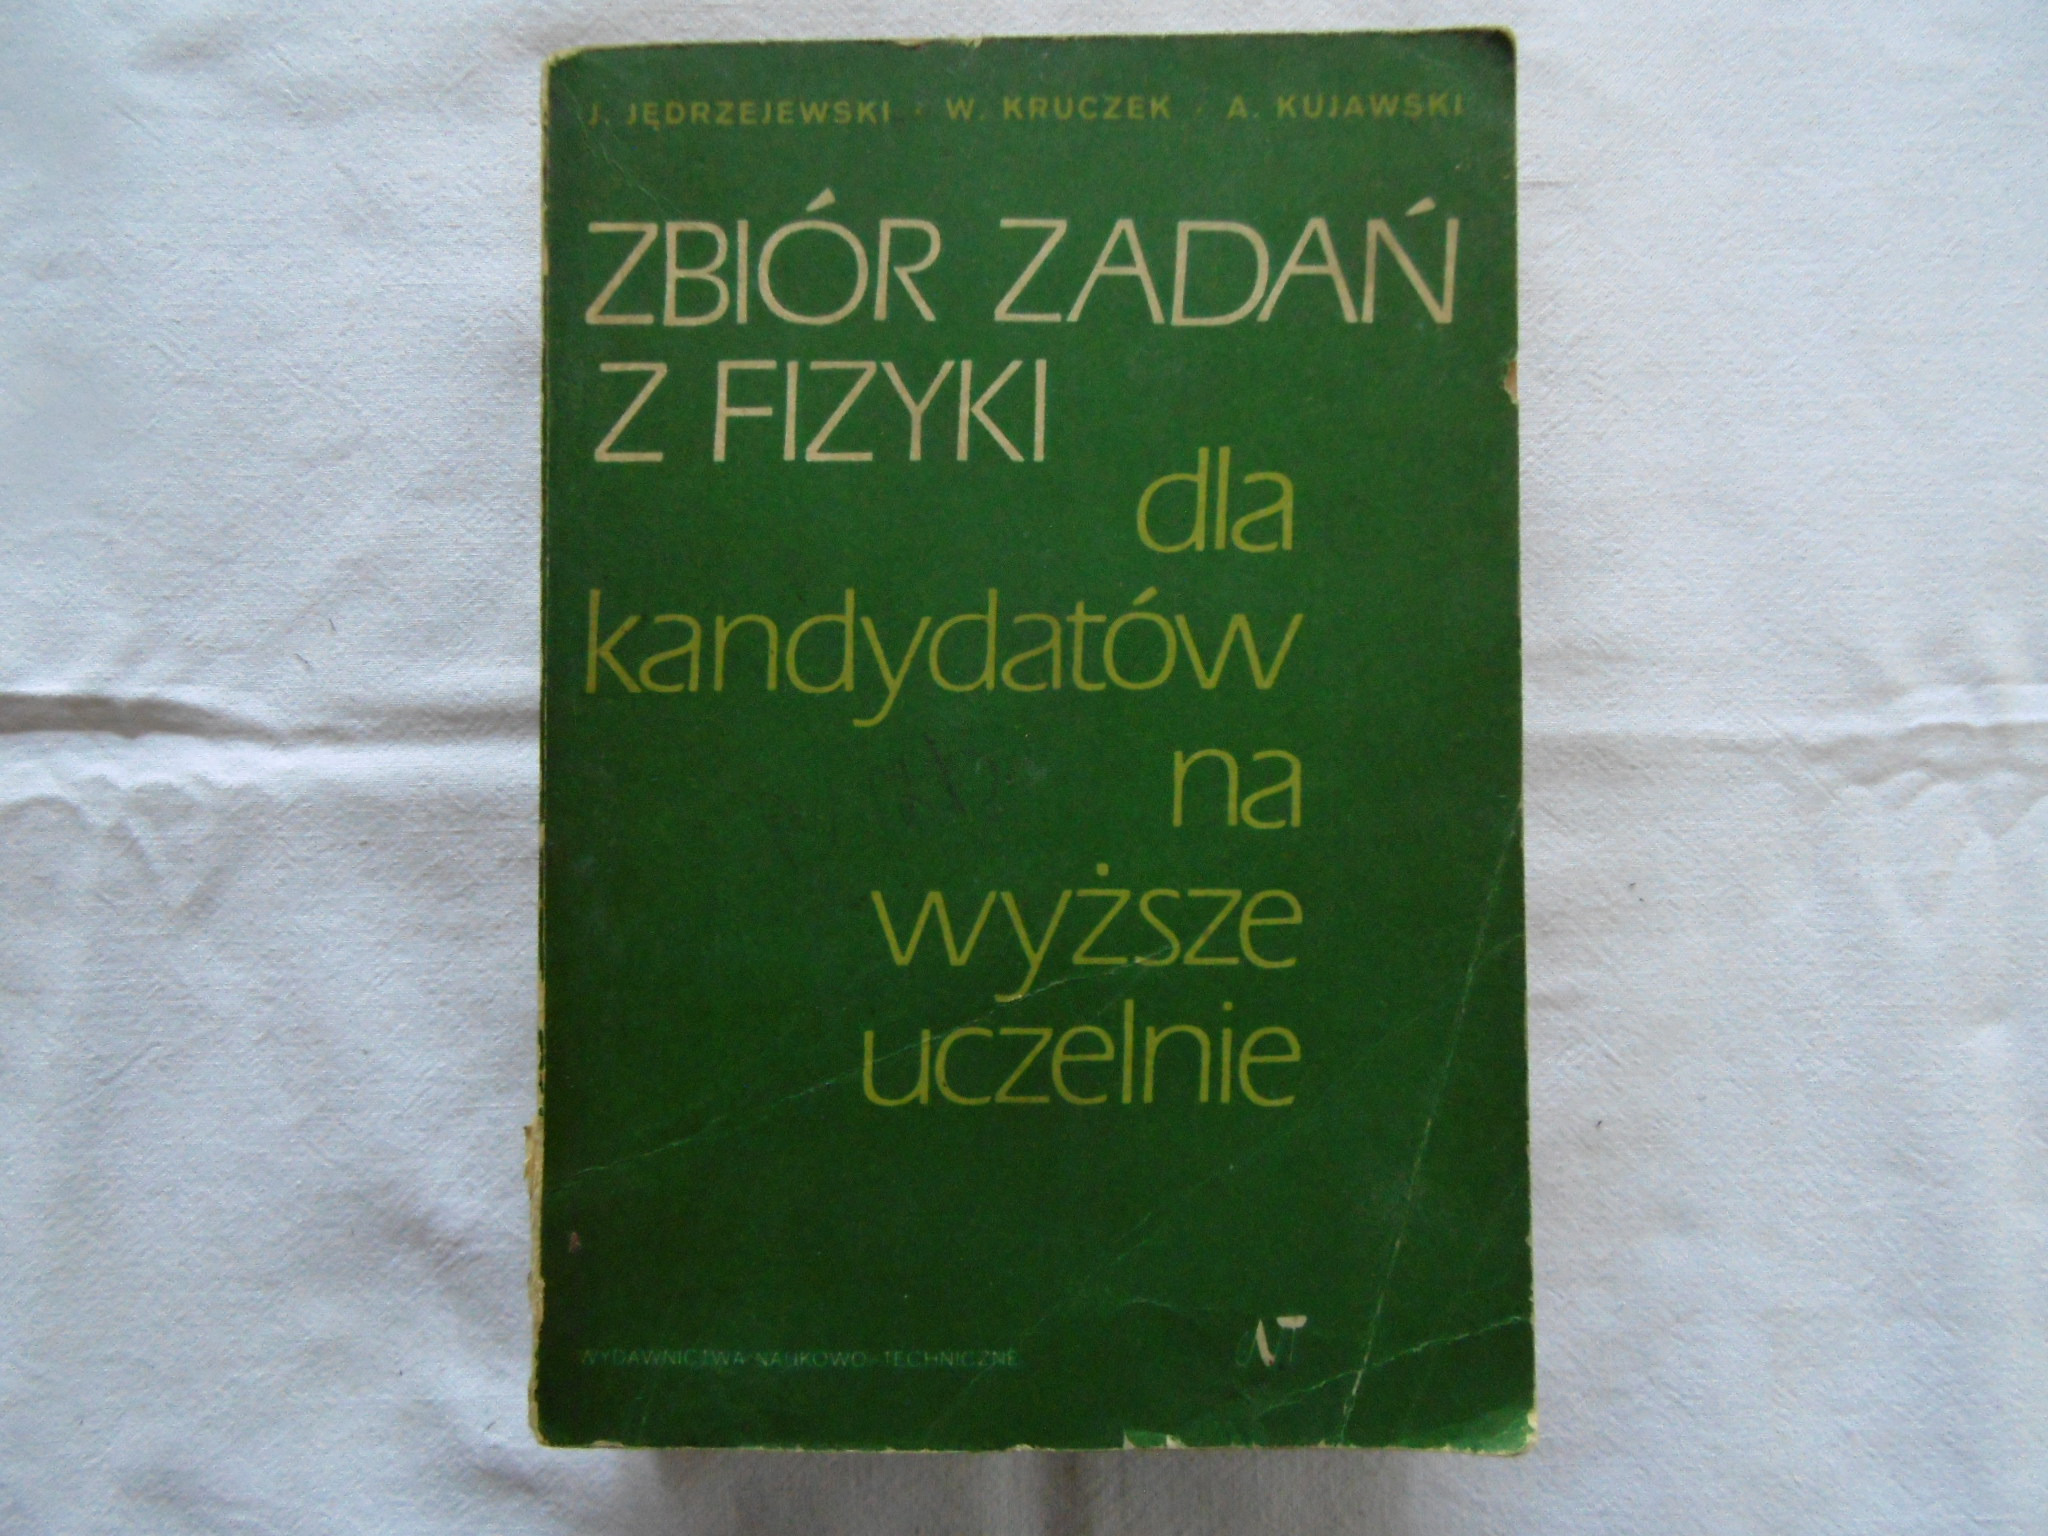 J. JĘDRZEJEWSKI · W. KRUCZEK · A. KUJAWSKI
ZBIÓR ZADAŃ
Z FIZYKI
dla
kandydatów
na
wyższe
uczelnie
WYDAWNICTWA NAUKOWO-TECHNICZNE